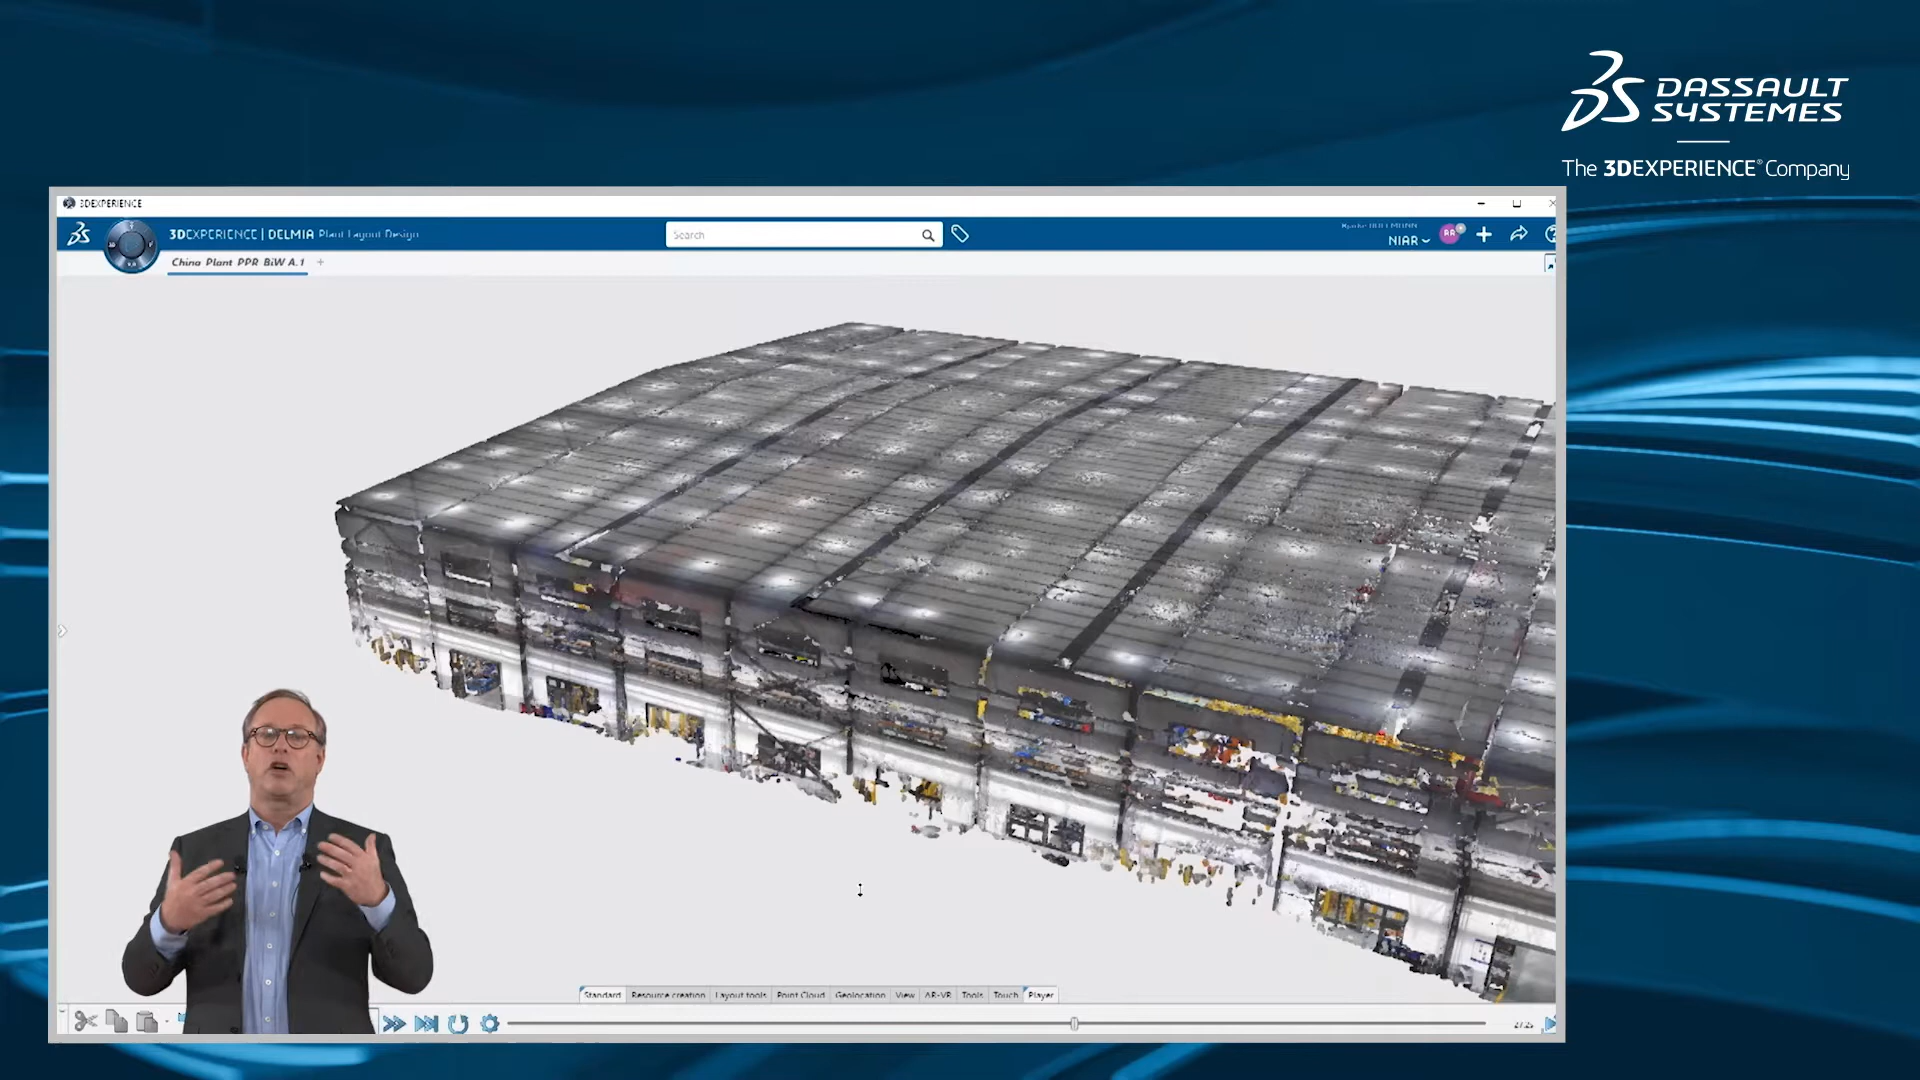 DASSAULT
SYSTEMES
The 3DEXPERIENCE® Company
3DEXPERIENCE
3DEXPERIENCE | DELMIA Plant Layout Design
Search
NIAR
RR
China Plant PPR BiW A.1 +
Standard Resource creation Layout tools Point Cloud Geolocation View AR-VR Tools Touch Player